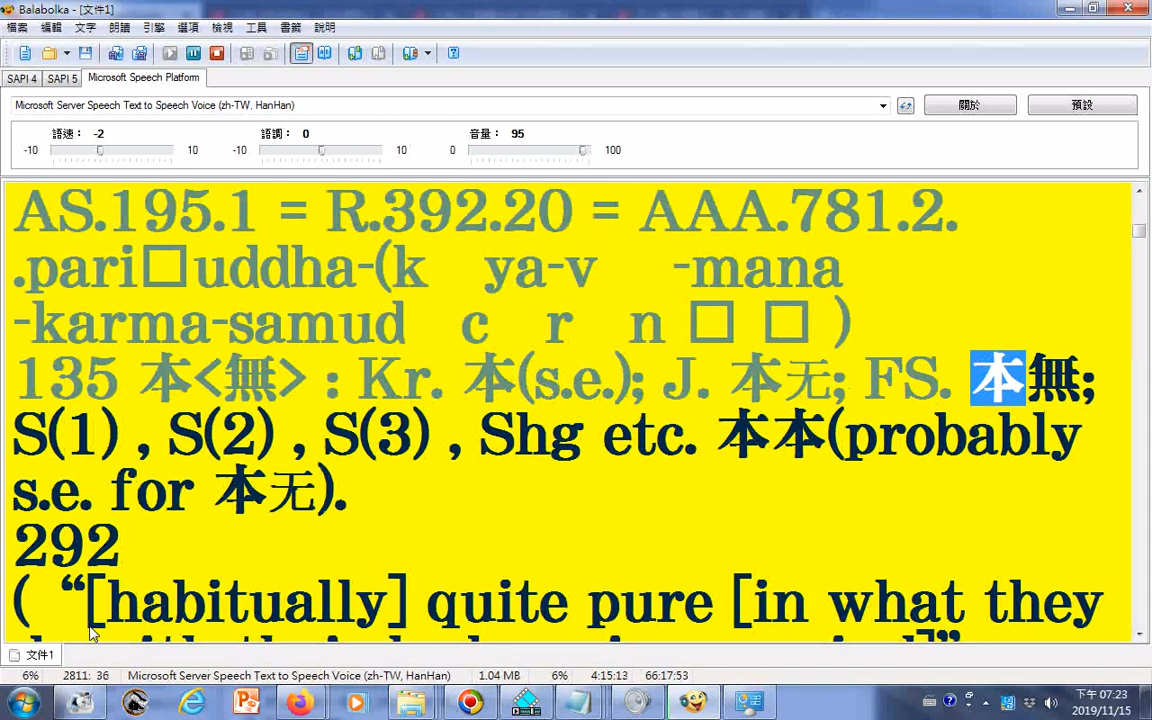 Balabolka - [文件1]
檔案 編輯 文字 朗讀 引擎 選項 檢視 工具 書籤 說明
SAPI 4 SAPI 5 Microsoft Speech Platform
Microsoft Server Speech Text to Speech Voice (zh-TW, HanHan) 關於 預設
語速： -2 語調： 0 音量： 95
-10 10 -10 10 0 100
AS.195.1 = R.392.20 = AAA.781.2.
.pari□uddha-(k ya-v -mana
-karma-samud c r n □ □ )
135 本<無> : Kr. 本(s.e.); J. 本无; FS. 本無;
S(1) , S(2) , S(3) , Shg etc. 本本(probably
s.e. for 本无).
292
( “[habitually] quite pure [in what they
文件1
6% 2811: 36 Microsoft Server Speech Text to Speech Voice (zh-TW, HanHan) 1.04 MB 6% 4:15:13 66:17:53
下午 07:23
2019/11/15